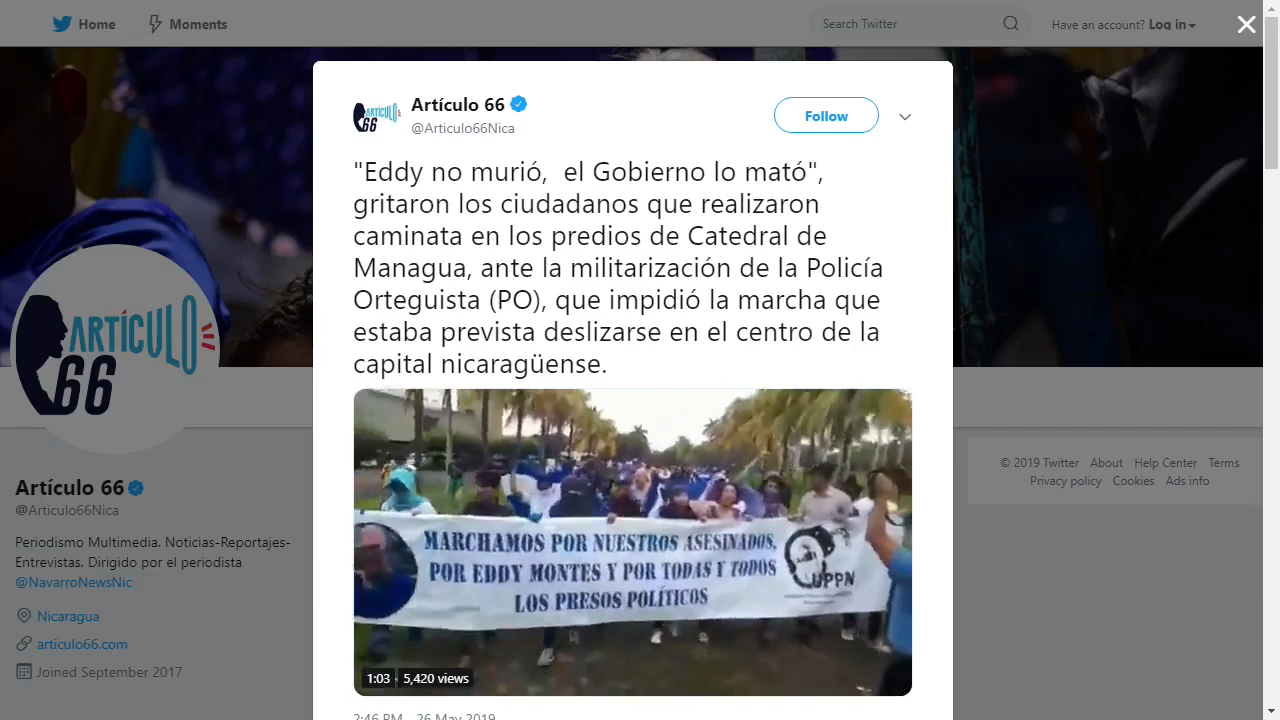 Home
Moments
Search Twitter
Have an account? Log in
ARTÍCULO
66
Artículo 66
@Articulo66Nica
Follow
"Eddy no murió,  el Gobierno lo mató",
gritaron los ciudadanos que realizaron
caminata en los predios de Catedral de
Managua, ante la militarización de la Policía
Orteguista (PO), que impidió la marcha que
estaba prevista deslizarse en el centro de la
capital nicaragüense.
MARCHAMOS POR NUESTROS ASESINADOS,
POR EDDY MONTES Y POR TODAS Y TODOS
LOS PRESOS POLÍTICOS
UPPN
1:03
5,420 views
2:46 PM - 26 May 2019
ARTÍCULO
66
Artículo 66
@Articulo66Nica
Periodismo Multimedia. Noticias-Reportajes-
Entrevistas. Dirigido por el periodista
@NavarroNewsNic
Nicaragua
articulo66.com
Joined September 2017
© 2019 Twitter About Help Center Terms
Privacy policy Cookies Ads info